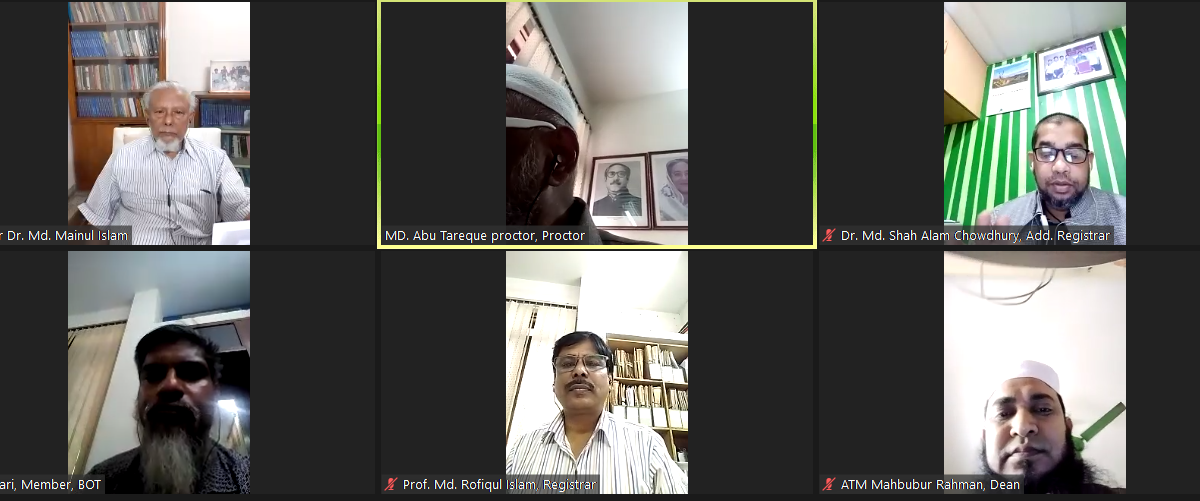 r Dr. Md. Mainul Islam
MD. Abu Tareque proctor, Proctor
Dr. Md. Shah Alam Chowdhury, Add. Registrar
ari, Member, BOT
Prof. Md. Rofiqul Islam, Registrar
ATM Mahbubur Rahman, Dean